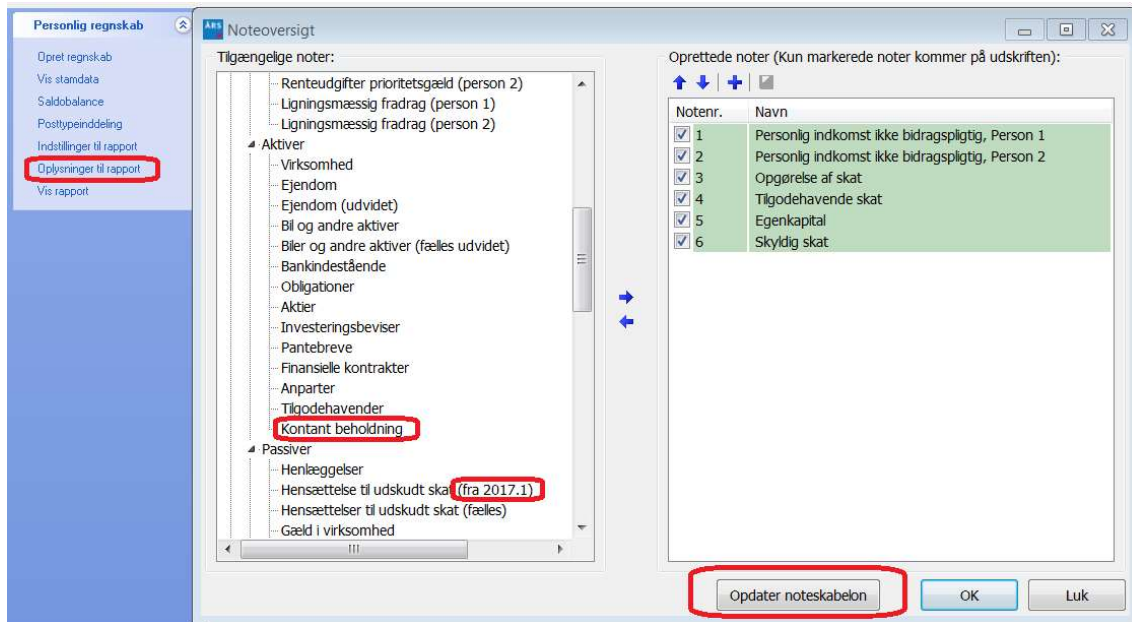 Personlig regnskab
Opret regnskab
Vis stamdata
Saldobalance
Posttypeinddeling
Indstillinger til rapport
Oplysninger til rapport
Vis rapport
ÅRS
Noteoversigt
Tilgængelige noter:
Renteudgifter prioritetsgæld (person 2)
Ligningsmæssig fradrag (person 1)
Ligningsmæssig fradrag (person 2)
Aktiver
Virksomhed
Ejendom
Ejendom (udvidet)
Bil og andre aktiver
Biler og andre aktiver (fælles udvidet)
Bankindestående
Obligationer
Aktier
Investeringsbeviser
Pantebreve
Finansielle kontrakter
Anparter
Tilgodehavender
Kontant beholdning
Passiver
Henlæggelser
Hensættelse til udskudt skat (fra 2017.1)
Hensættelser til udskudt skat (fælles)
Gæld i virksomhed
Oprettede noter (Kun markerede noter kommer på udskriften):
Notenr. Navn
1 Personlig indkomst ikke bidragspligtig, Person 1
2 Personlig indkomst ikke bidragspligtig, Person 2
3 Opgørelse af skat
4 Tilgodehavende skat
5 Egenkapital
6 Skyldig skat
Opdater noteskabelon OK Luk